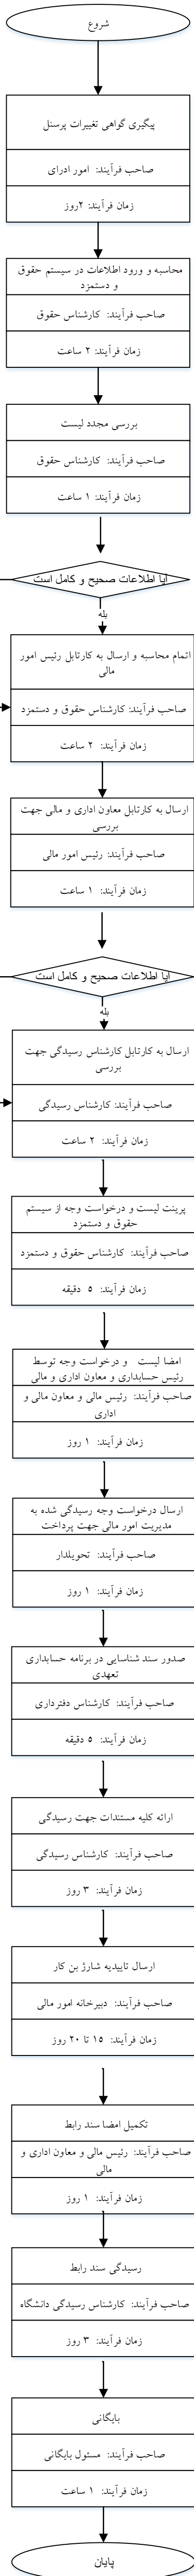 شروع
پیگیری گواهی تغییرات پرسنل
صاحب فرآیند: امور ادرای
زمان فرآیند: ۲روز
محاسبه و ورود اطلاعات در سیستم حقوق
و دستمزد
صاحب فرآیند: کارشناس حقوق
زمان فرآیند: ۲ ساعت
بررسی مجدد لیست
صاحب فرآیند: کارشناس حقوق
زمان فرآیند: ۱ ساعت
ایا اطلاعات صحیح و کامل است
بله
اتمام محاسبه و ارسال به کارتابل رئیس امور
مالی
صاحب فرآیند: کارشناس حقوق و دستمزد
زمان فرآیند: ۲ ساعت
ارسال به کارتابل معاون اداری و مالی جهت
بررسی
صاحب فرآیند: رئیس امور مالی
زمان فرآیند: ۱ ساعت
ایا اطلاعات صحیح و کامل است
بله
ارسال به کارتابل کارشناس رسیدگی جهت
بررسی
صاحب فرآیند: کارشناس رسیدگی
زمان فرآیند: ۲ ساعت
پرینت لیست و درخواست وجه از سیستم
حقوق و دستمزد
صاحب فرآیند: کارشناس حقوق و دستمزد
زمان فرآیند: ۵ دقیقه
امضا لیست و درخواست وجه توسط
رئیس حسابداری و معاون اداری و مالی
صاحب فرآیند: رئیس مالی و معاون مالی و
اداری
زمان فرآیند: ۱ روز
ارسال درخواست وجه رسیدگی شده به
مدیریت امور مالی جهت پرداخت
صاحب فرآیند: تحویلدار
زمان فرآیند: ۱ روز
صدور سند شناسایی در برنامه حسابداری
تعهدی
صاحب فرآیند: کارشناس دفترداری
زمان فرآیند: ۵ دقیقه
ارائه کلیه مستندات جهت رسیدگی
صاحب فرآیند: کارشناس رسیدگی
زمان فرآیند: ۳ روز
ارسال تاییدیه شارژ بن کار
صاحب فرآیند: دبیرخانه امور مالی
زمان فرآیند: ۱۵ تا ۲۰ روز
تکمیل امضا سند رابط
صاحب فرآیند: رئیس مالی و معاون اداری و
مالی
زمان فرآیند: ۱ روز
رسیدگی سند رابط
صاحب فرآیند: کارشناس رسیدگی دانشگاه
زمان فرآیند: ۳ روز
بایگانی
صاحب فرآیند: مسئول بایگانی
زمان فرآیند: ۱ ساعت
پایان